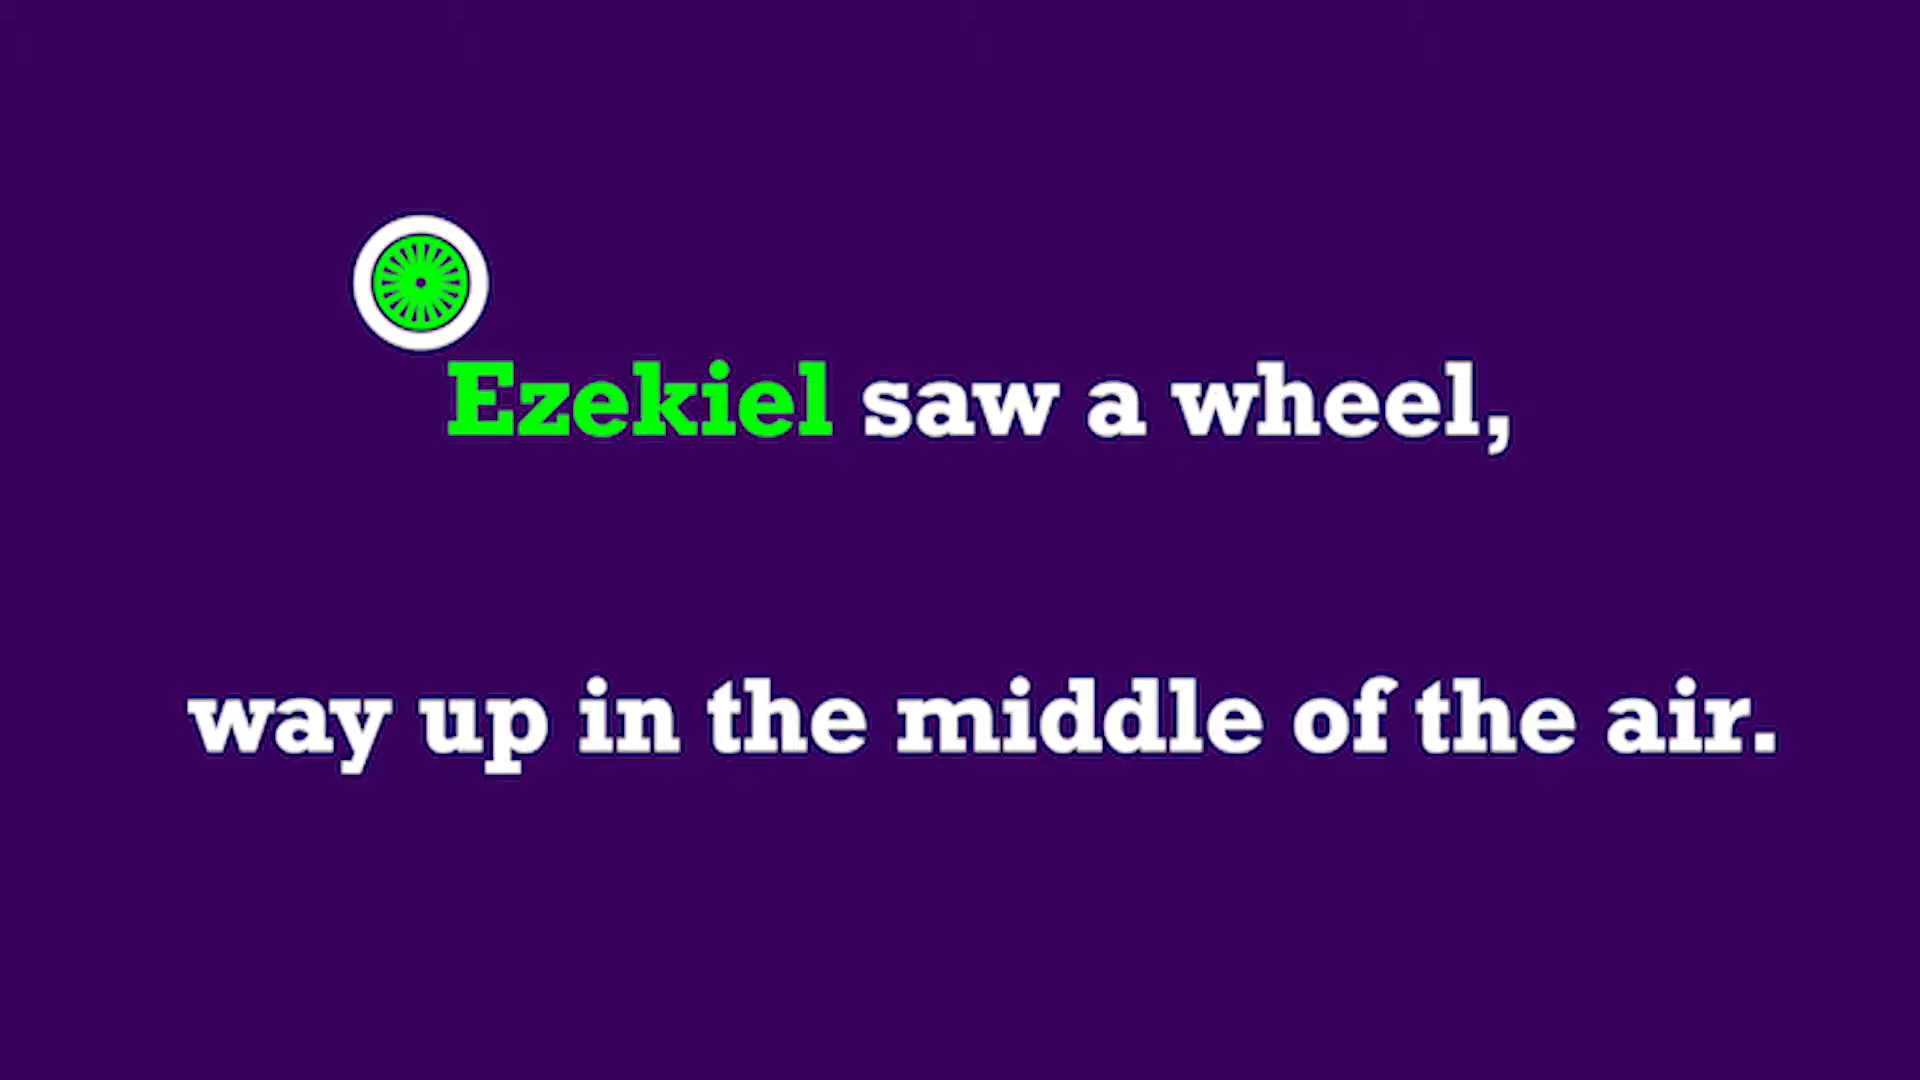 Ezekiel saw a wheel,
way up in the middle of the air.